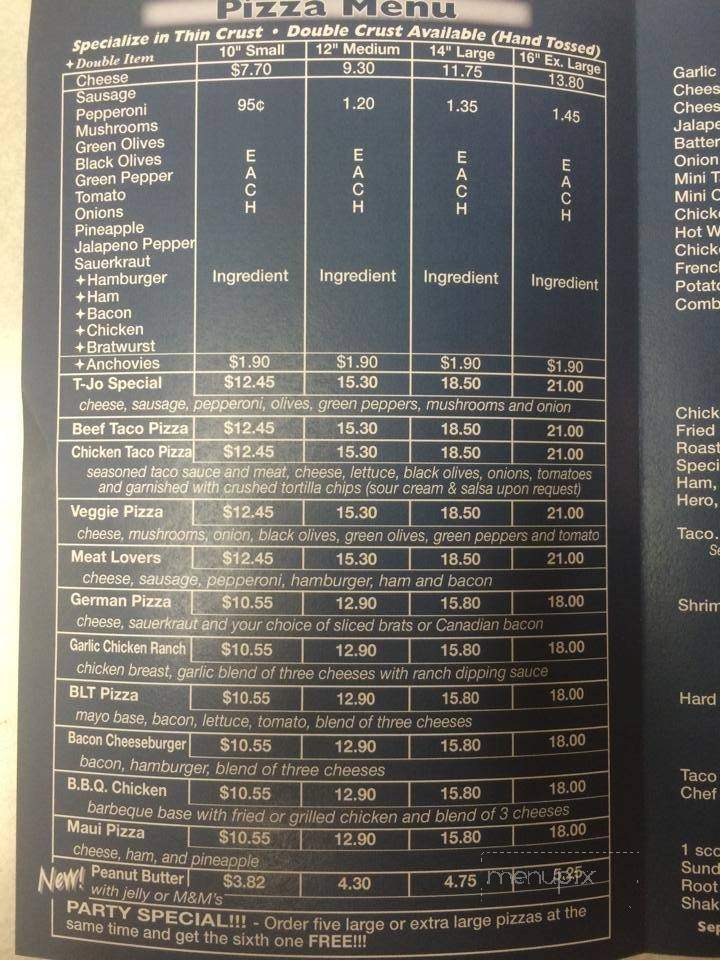 Pizza Menu
Specialize in Thin Crust • Double Crust Available (Hand Tossed)
+Double Item 10" Small 12" Medium 14" Large 16" Ex. Large
Cheese $7.70 9.30 11.75 13.80
Sausage
Pepperoni 95¢ 1.20 1.35 1.45
Mushrooms
Green Olives
Black Olives E E E E
Green Pepper A A A A
Tomato C C C C
Onions H H H H
Pineapple
Jalapeno Pepper
Sauerkraut
+Hamburger Ingredient Ingredient Ingredient Ingredient
+Ham
+Bacon
+Chicken
+Bratwurst
+Anchovies $1.90 $1.90 $1.90 $1.90
T-Jo Special $12.45 15.30 18.50 21.00
cheese, sausage, pepperoni, olives, green peppers, mushrooms and onion
Beef Taco Pizza $12.45 15.30 18.50 21.00
Chicken Taco Pizza $12.45 15.30 18.50 21.00
seasoned taco sauce and meat, cheese, lettuce, black olives, onions, tomatoes
and garnished with crushed tortilla chips (sour cream & salsa upon request)
Veggie Pizza $12.45 15.30 18.50 21.00
cheese, mushrooms, onion, black olives, green olives, green peppers and tomato
Meat Lovers $12.45 15.30 18.50 21.00
cheese, sausage, pepperoni, hamburger, ham and bacon
German Pizza $10.55 12.90 15.80 18.00
cheese, sauerkraut and your choice of sliced brats or Canadian bacon
Garlic Chicken Ranch $10.55 12.90 15.80 18.00
chicken breast, garlic blend of three cheeses with ranch dipping sauce
BLT Pizza $10.55 12.90 15.80 18.00
mayo base, bacon, lettuce, tomato, blend of three cheeses
Bacon Cheeseburger $10.55 12.90 15.80 18.00
bacon, hamburger, blend of three cheeses
B.B.Q. Chicken $10.55 12.90 15.80 18.00
barbeque base with fried or grilled chicken and blend of 3 cheeses
Maui Pizza $10.55 12.90 15.80 18.00
cheese, ham, and pineapple
New! Peanut Butter $3.82 4.30 4.75 5.25
with jelly or M&M's
menupix
PARTY SPECIAL!!! - Order five large or extra large pizzas at the
same time and get the sixth one FREE!!!
Garlic
Chees
Chees
Jalape
Batter
Onion
Mini T
Mini C
Chick
Hot W
Chick
Frenc
Potat
Comb
Chick
Fried
Roast
Speci
Ham,
Hero,
Taco.
Se
Shrim
Hard
Taco
Chef
1 sco
Sund
Root
Shak
Sep